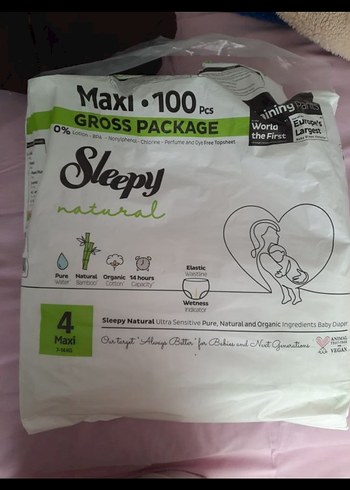 Maxi • 100 Pcs
GROSS PACKAGE
World
the First
Europe's
Largest
Sleepy
natural
Pure
Water
Natural
Bamboo
Organic
Cotton
14 hours
Capacity
Elastic
Waistline
Wetness
Indicator
4
Maxi
Sleepy Natural Ultra Sensitive Pure, Natural and Organic Ingredients Baby Diaper
Our target "Always Better" for Babies and Next Generations.
ANIMAL
VEGAN